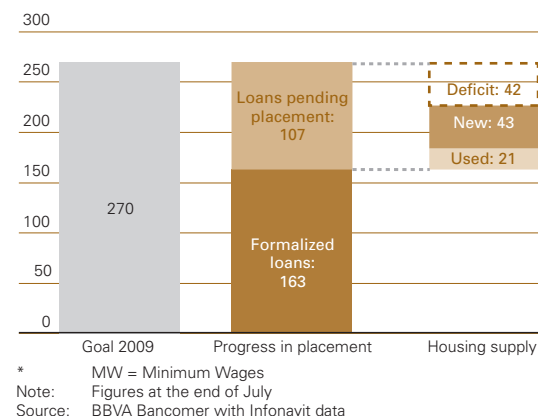 300
250
200
150
100
50
0
270
Loans pending
placement:
107
Formalized
loans:
163
Deficit: 42
New: 43
Used: 21
Goal 2009
Progress in placement
Housing supply
* MW = Minimum Wages
Note: Figures at the end of July
Source: BBVA Bancomer with Infonavit data